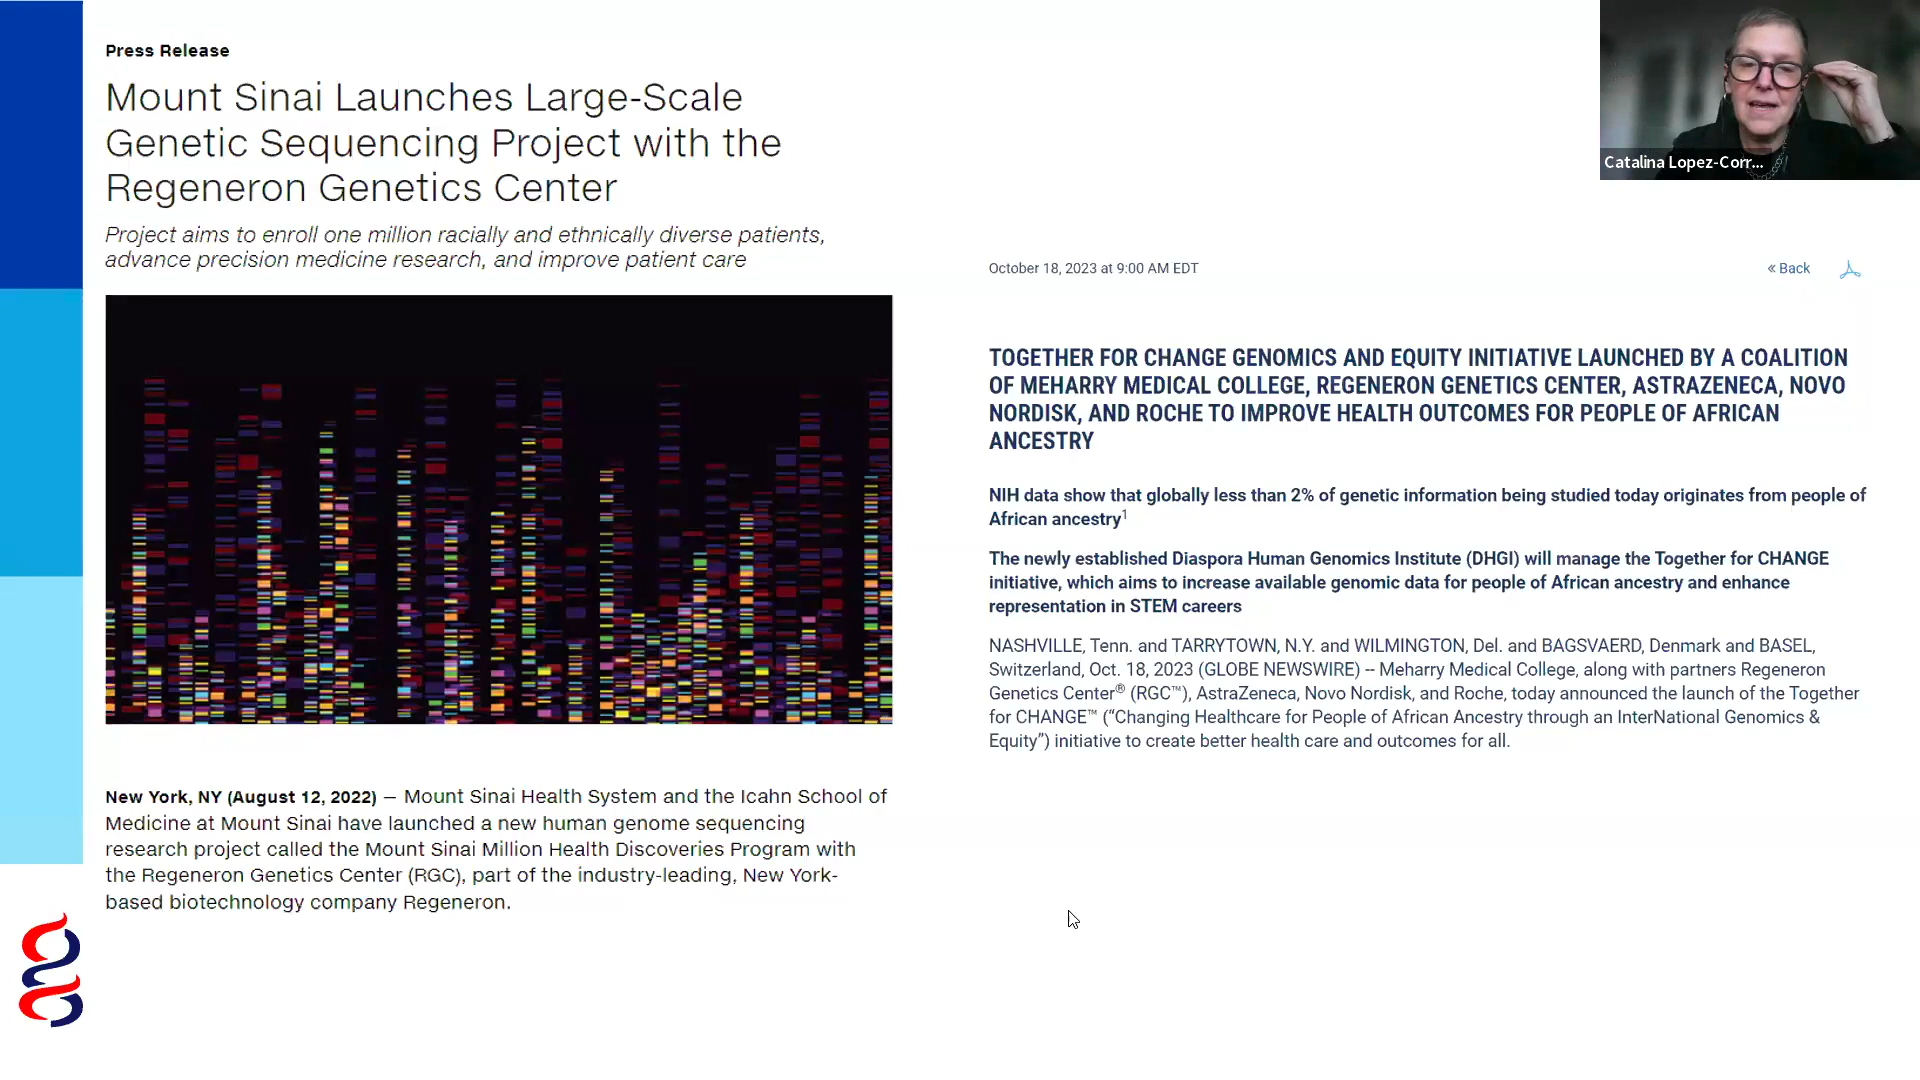 Press Release
Mount Sinai Launches Large-Scale
Genetic Sequencing Project with the
Regeneron Genetics Center
Project aims to enroll one million racially and ethnically diverse patients,
advance precision medicine research, and improve patient care
New York, NY (August 12, 2022) — Mount Sinai Health System and the Icahn School of
Medicine at Mount Sinai have launched a new human genome sequencing
research project called the Mount Sinai Million Health Discoveries Program with
the Regeneron Genetics Center (RGC), part of the industry-leading, New York-
based biotechnology company Regeneron.
Catalina Lopez-Corr...
October 18, 2023 at 9:00 AM EDT
« Back
TOGETHER FOR CHANGE GENOMICS AND EQUITY INITIATIVE LAUNCHED BY A COALITION
OF MEHARRY MEDICAL COLLEGE, REGENERON GENETICS CENTER, ASTRAZENECA, NOVO
NORDISK, AND ROCHE TO IMPROVE HEALTH OUTCOMES FOR PEOPLE OF AFRICAN
ANCESTRY
NIH data show that globally less than 2% of genetic information being studied today originates from people of
African ancestry¹
The newly established Diaspora Human Genomics Institute (DHGI) will manage the Together for CHANGE
initiative, which aims to increase available genomic data for people of African ancestry and enhance
representation in STEM careers
NASHVILLE, Tenn. and TARRYTOWN, N.Y. and WILMINGTON, Del. and BAGSVAERD, Denmark and BASEL,
Switzerland, Oct. 18, 2023 (GLOBE NEWSWIRE) -- Meharry Medical College, along with partners Regeneron
Genetics Center® (RGC™), AstraZeneca, Novo Nordisk, and Roche, today announced the launch of the Together
for CHANGE™ (“Changing Healthcare for People of African Ancestry through an InterNational Genomics &
Equity”) initiative to create better health care and outcomes for all.